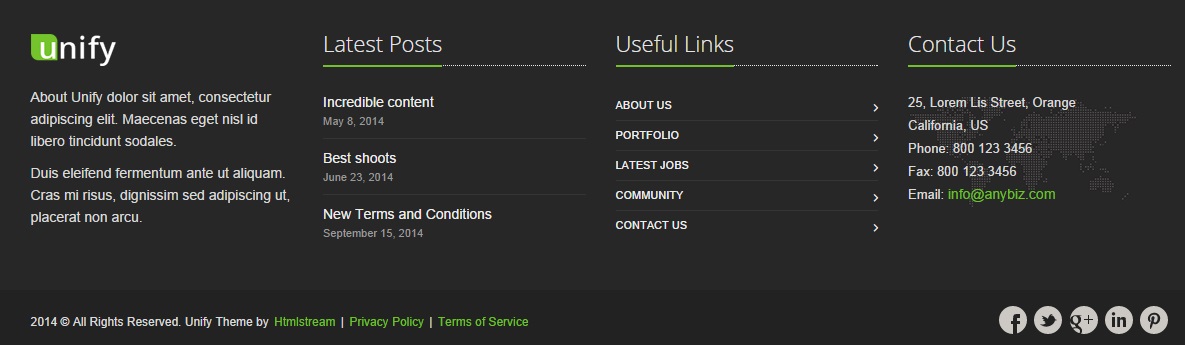 unify
About Unify dolor sit amet, consectetur
adipiscing elit. Maecenas eget nisl id
libero tincidunt sodales.
Duis eleifend fermentum ante ut aliquam.
Cras mi risus, dignissim sed adipiscing ut,
placerat non arcu.
Latest Posts
Incredible content
May 8, 2014
Best shoots
June 23, 2014
New Terms and Conditions
September 15, 2014
Useful Links
ABOUT US
PORTFOLIO
LATEST JOBS
COMMUNITY
CONTACT US
Contact Us
25, Lorem Lis Street, Orange
California, US
Phone: 800 123 3456
Fax: 800 123 3456
Email: info@anybiz.com
2014 © All Rights Reserved. Unify Theme by Htmlstream | Privacy Policy | Terms of Service